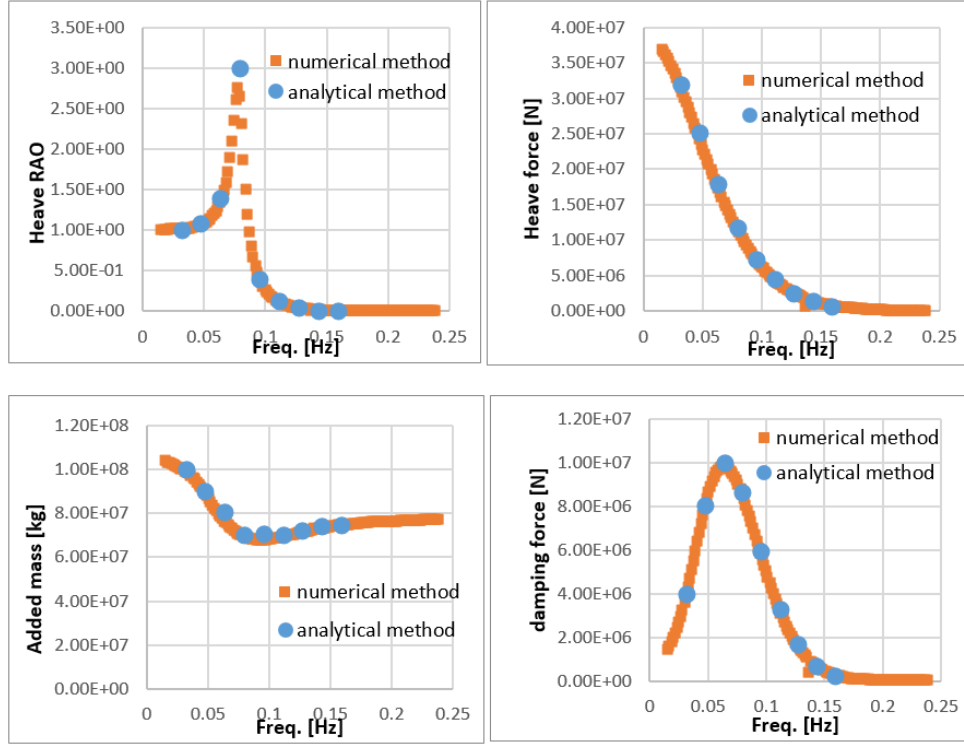 3.50E+00
3.00E+00
2.50E+00
2.00E+00
1.50E+00
1.00E+00
5.00E-01
0.00E+00
0
0.05
0.1
0.15
0.2
0.25
Heave RAO
Freq. [Hz]
numerical method
analytical method
4.00E+07
3.50E+07
3.00E+07
2.50E+07
2.00E+07
1.50E+07
1.00E+07
5.00E+06
0.00E+00
0
0.05
0.1
0.15
0.2
0.25
Heave force [N]
Freq. [Hz]
numerical method
analytical method
1.20E+08
1.00E+08
8.00E+07
6.00E+07
4.00E+07
2.00E+07
0.00E+00
0
0.05
0.1
0.15
0.2
0.25
Added mass [kg]
Freq. [Hz]
numerical method
analytical method
1.20E+07
1.00E+07
8.00E+06
6.00E+06
4.00E+06
2.00E+06
0.00E+00
0
0.05
0.1
0.15
0.2
0.25
damping force [N]
Freq. [Hz]
numerical method
analytical method